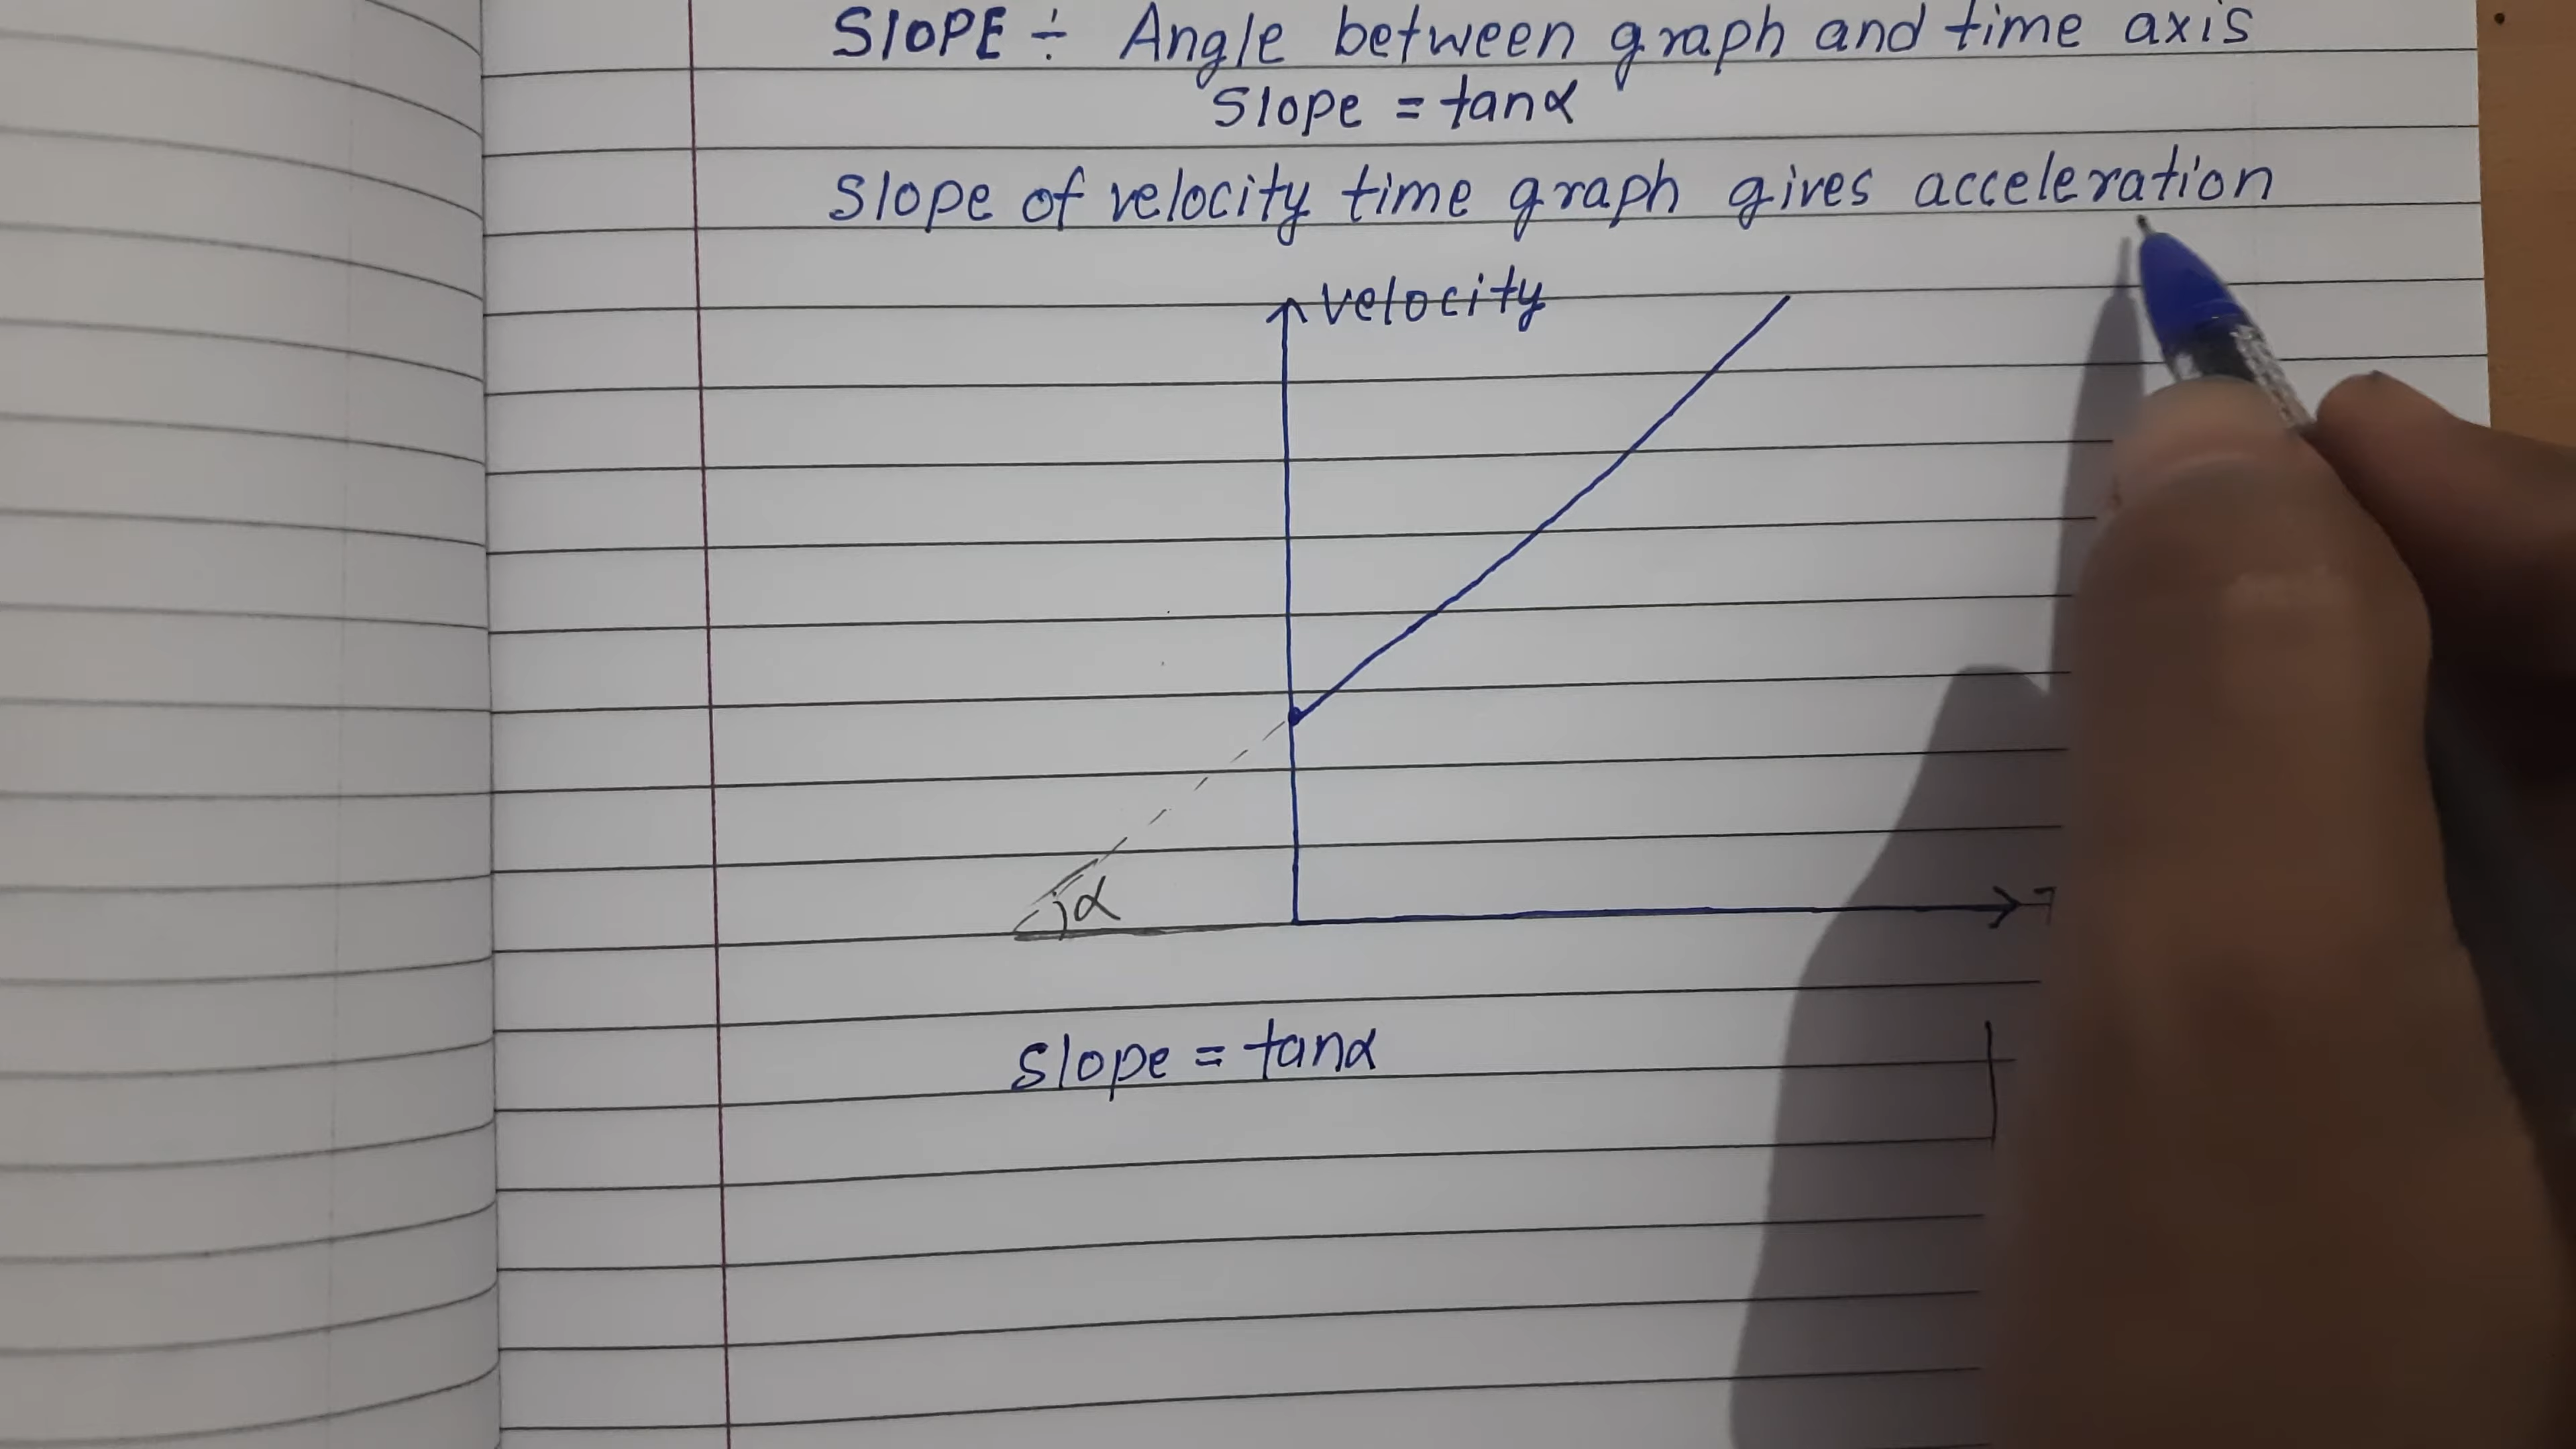 SlOPE ÷ Angle between graph and time axis
Slope = tanα
Slope of velocity time graph gives acceleration
velocity
α
slope = tanα